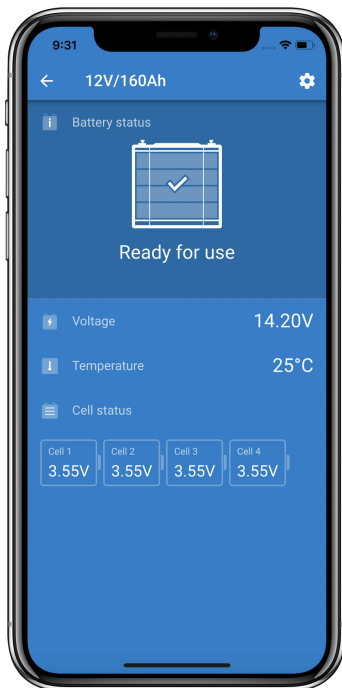 9:31
12V/160Ah
Battery status
Ready for use
Voltage 14.20V
Temperature 25°C
Cell status
Cell 1 Cell 2 Cell 3 Cell 4
3.55V 3.55V 3.55V 3.55V